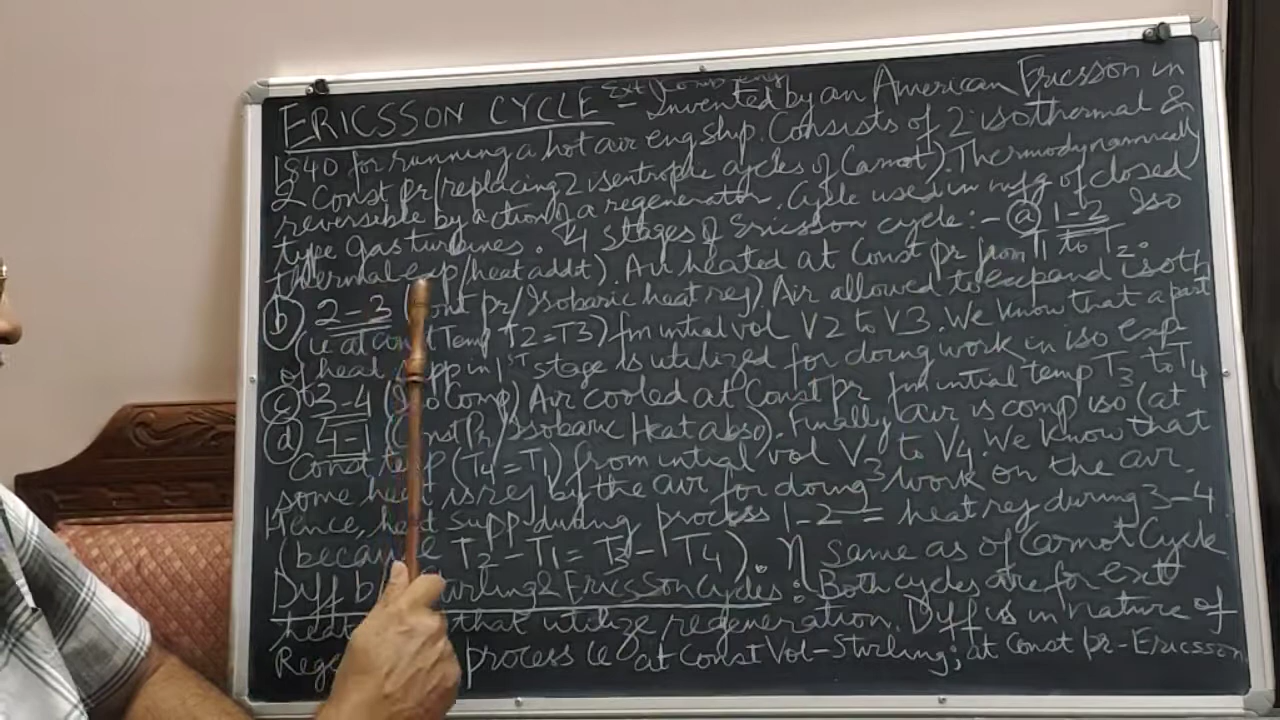 ERICSSON CYCLE - Invented by an American Ericsson in
1840 for running a hot air eng ship. Consists of 2 isothermal &
2 Const pr (replacing 2 isentropic cycles of Carnot). Thermodynamically
reversible by action of a regenerator. Cycle used in mfg of closed
type gas turbines. 4 stages of Ericsson cycle:- (a) 1-2 Iso
thermal exp (heat addt). Air heated at Const pr from T1 to T2.
(b) 2-3 (Const pr/Isobaric heat rej) Air allowed to expand isoth
(ie at const Temp T2=T3) fm intial vol V2 to V3. We know that a part
of heat supp in 1ST stage is utilized for doing work in iso exp
(c) 3-4 (Iso Comp) Air cooled at Const pr fm intial temp T3 to T4
(d) 4-1 (Const Pr/Isobaric Heat abso). Finally air is comp iso (at
Const temp (T4=T1) from intial vol V3 to V4. We know that
some heat is rej by the air for doing work on the air.
Hence, heat supp during process 1-2 = heat rej during 3-4
(because T2-T1=T3-T4). η same as of Carnot Cycle
Diff b/ Stirling & Ericsson Cycles: Both cycles are for ext
heat that utilize regeneration. Diff is in nature of
process ie at Const Vol-Stirling; at const pr-Ericsson